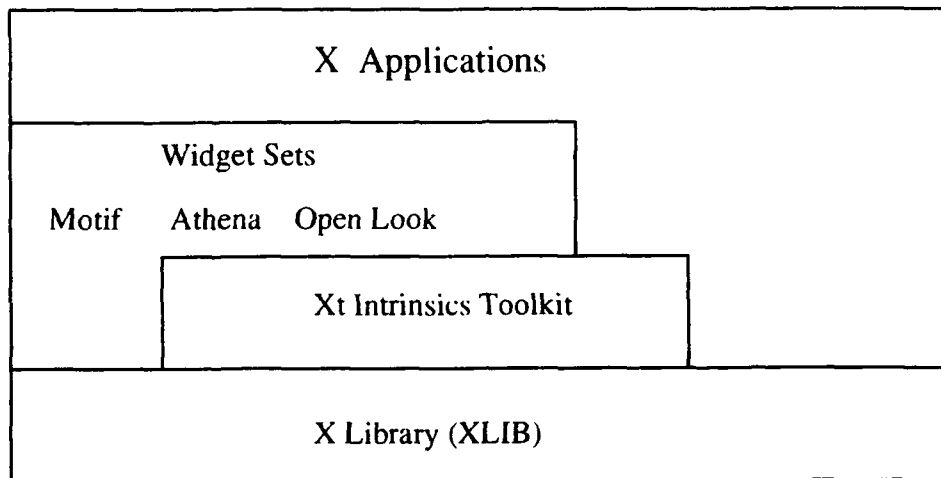 X Applications
Widget Sets
Motif Athena Open Look
Xt Intrinsics Toolkit
X Library (XLIB)